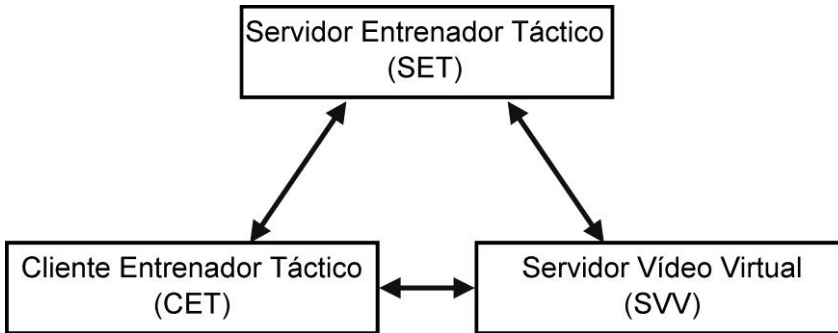 Servidor Entrenador Táctico
(SET)
Cliente Entrenador Táctico
(CET)
Servidor Vídeo Virtual
(SVV)